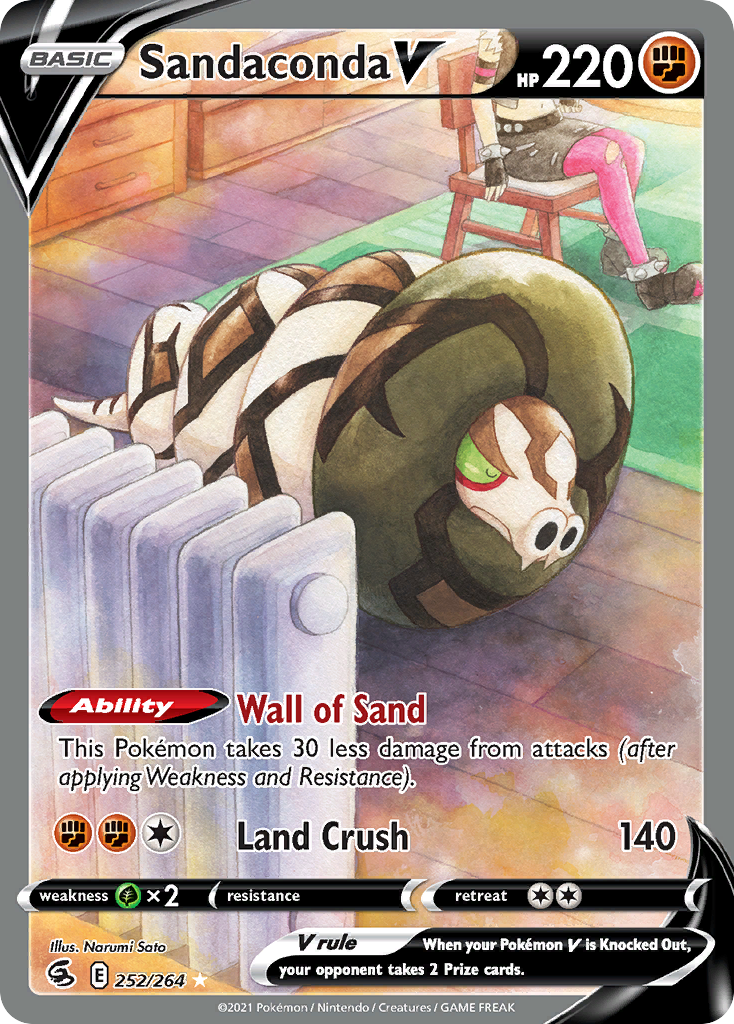 BASIC Sandaconda V HP 220
Ability Wall of Sand
This Pokémon takes 30 less damage from attacks (after
applying Weakness and Resistance).
Land Crush 140
weakness ×2 resistance retreat
Illus. Narumi Sato
V rule When your Pokémon V is Knocked Out,
your opponent takes 2 Prize cards.
E 252/264
©2021 Pokémon / Nintendo / Creatures / GAME FREAK